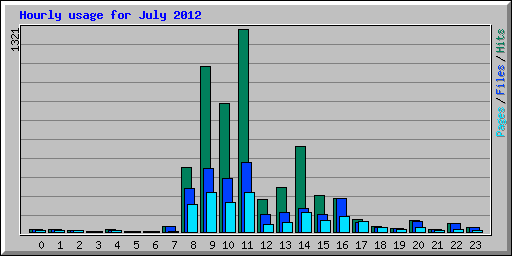 Hourly usage for July 2012
1321
Pages/Files/Hits
0 1 2 3 4 5 6 7 8 9 10 11 12 13 14 15 16 17 18 19 20 21 22 23